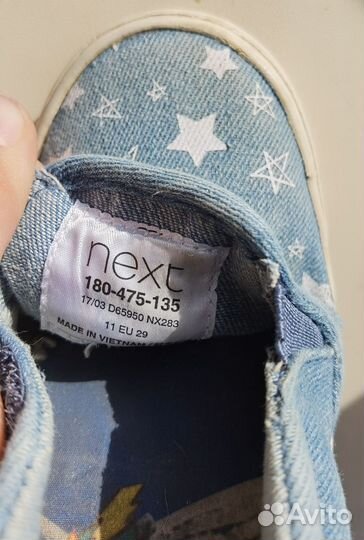 next
180-475-135
17/03 D65950 NX283
11 EU 29
MADE IN VIETNAM
Avito